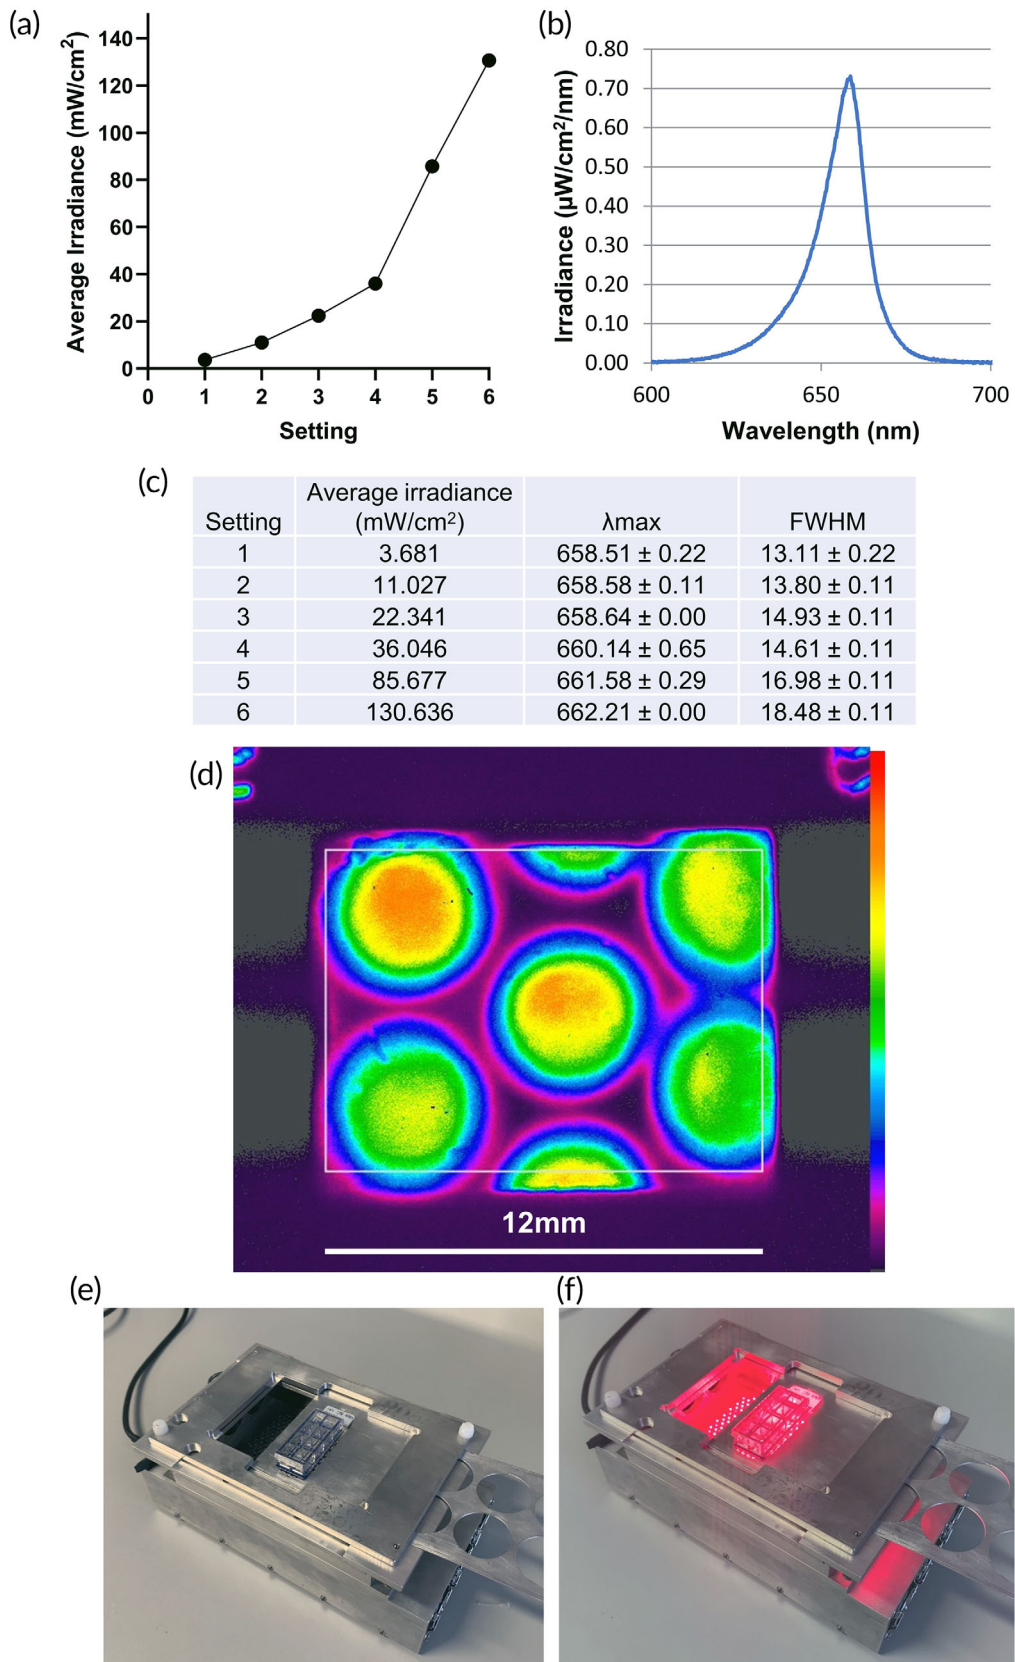 (a)
Average Irradiance (mW/cm²)
140
120
100
80
60
40
20
0
0 1 2 3 4 5 6
Setting
(b)
Irradiance (µW/cm²/nm)
0.80
0.70
0.60
0.50
0.40
0.30
0.20
0.10
0.00
600 650 700
Wavelength (nm)
(c)
Setting Average irradiance (mW/cm²) λmax FWHM
1 3.681 658.51 ± 0.22 13.11 ± 0.22
2 11.027 658.58 ± 0.11 13.80 ± 0.11
3 22.341 658.64 ± 0.00 14.93 ± 0.11
4 36.046 660.14 ± 0.65 14.61 ± 0.11
5 85.677 661.58 ± 0.29 16.98 ± 0.11
6 130.636 662.21 ± 0.00 18.48 ± 0.11
(d)
12mm
(e)
(f)